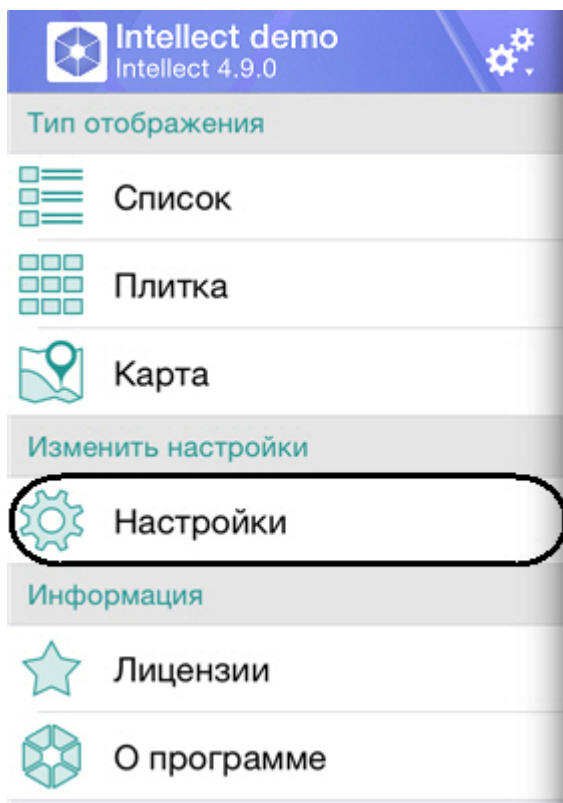 Intellect demo
Intellect 4.9.0
Тип отображения
Список
Плитка
Карта
Изменить настройки
Настройки
Информация
Лицензии
О программе